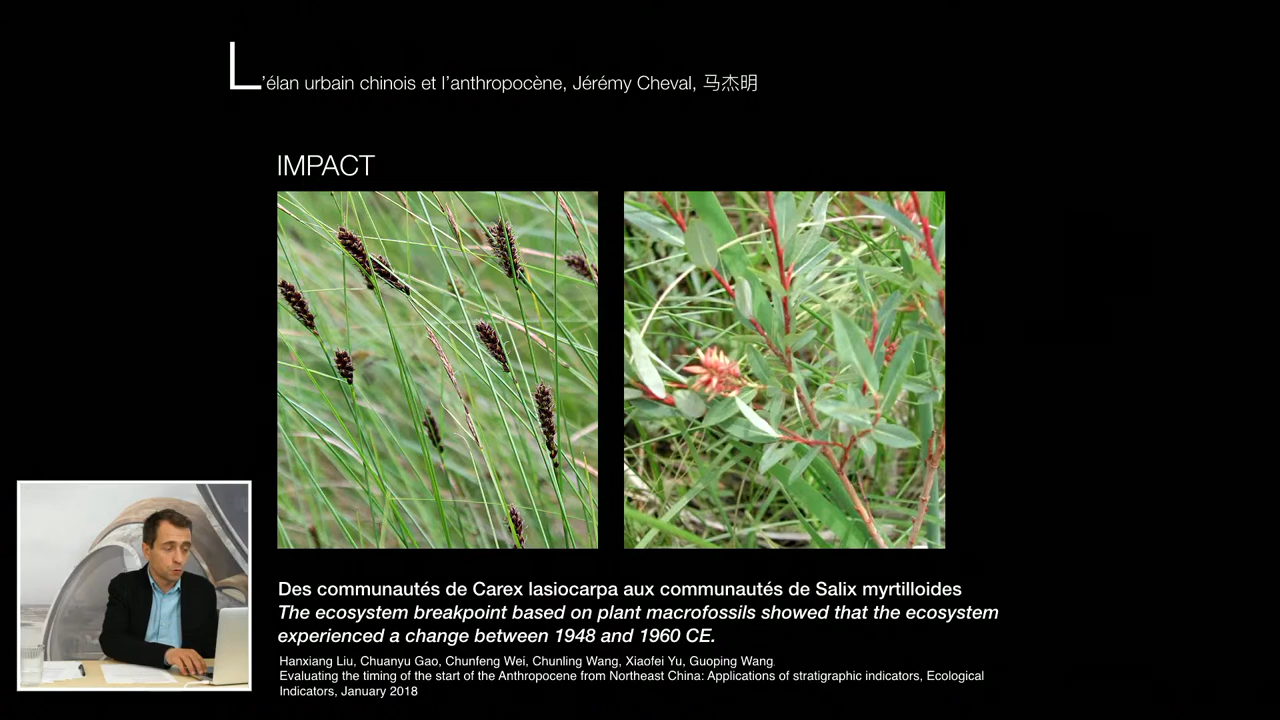 L'élan urbain chinois et l'anthropocène, Jérémy Cheval, 马杰明
IMPACT
Des communautés de Carex lasiocarpa aux communautés de Salix myrtilloides
The ecosystem breakpoint based on plant macrofossils showed that the ecosystem
experienced a change between 1948 and 1960 CE.
Hanxiang Liu, Chuanyu Gao, Chunfeng Wei, Chunling Wang, Xiaofei Yu, Guoping Wang
Evaluating the timing of the start of the Anthropocene from Northeast China: Applications of stratigraphic indicators, Ecological
Indicators, January 2018